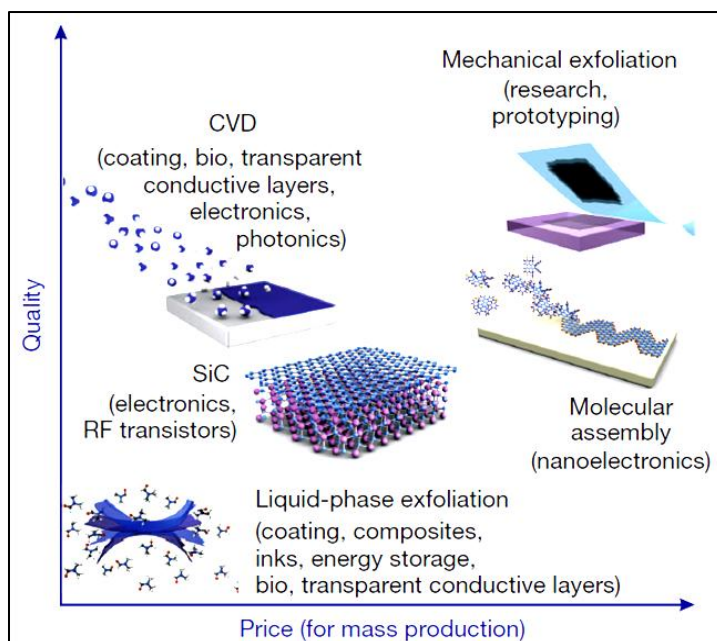 Mechanical exfoliation
(research,
prototyping)
CVD
(coating, bio, transparent
conductive layers,
electronics,
photonics)
Quality
SiC
(electronics,
RF transistors)
Molecular
assembly
(nanoelectronics)
Liquid-phase exfoliation
(coating, composites,
inks, energy storage,
bio, transparent conductive layers)
Price (for mass production)